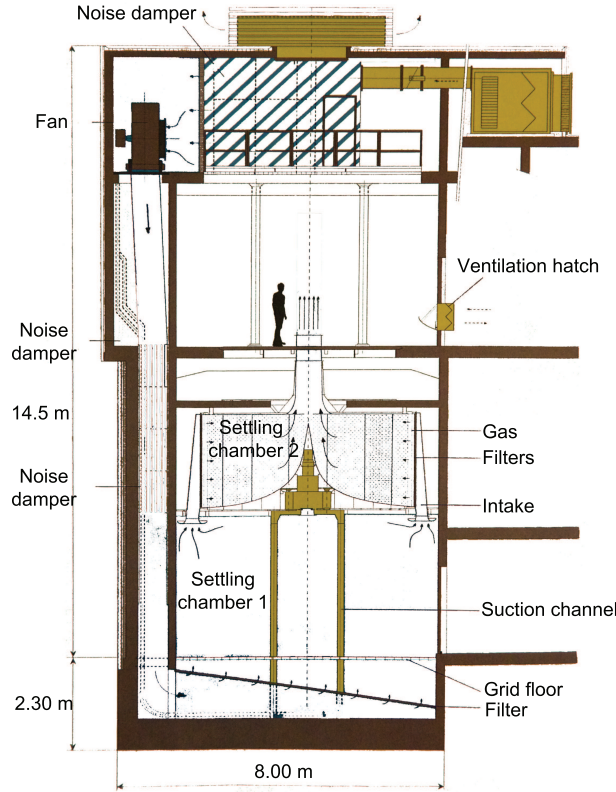 Noise damper
Fan
Ventilation hatch
Noise
damper
14.5 m
Settling
chamber 2
Gas
Filters
Noise
damper
Intake
Settling
chamber 1
Suction channel
Grid floor
2.30 m
Filter
8.00 m